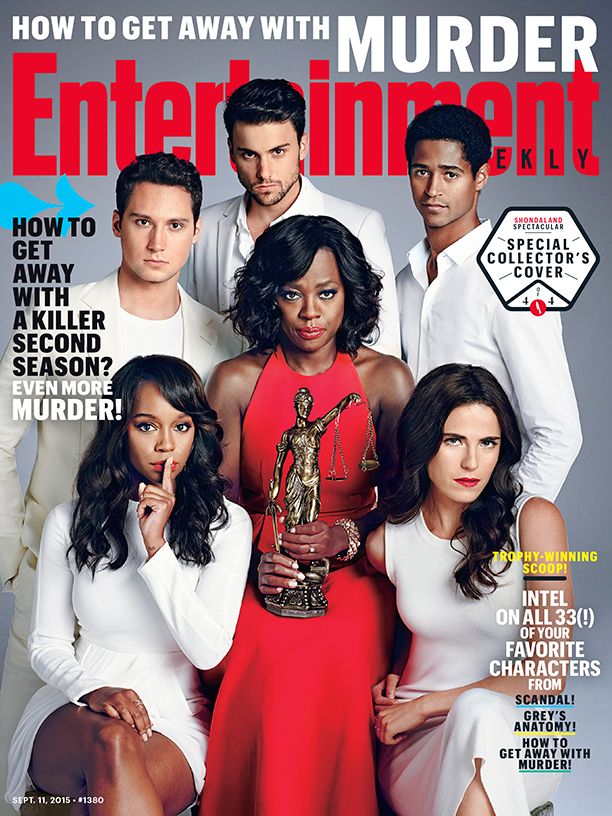 HOW TO GET AWAY WITH MURDER
Entertainment
EKLY
HOW TO
GET
AWAY
WITH
A KILLER
SECOND
SEASON?
EVEN MORE
MURDER!
SHONDALAND
SPECTACULAR
SPECIAL
COLLECTOR'S
COVER
4 OF 4
TROPHY-WINNING
SCOOP!
INTEL
ON ALL 33(!)
OF YOUR
FAVORITE
CHARACTERS
FROM
SCANDAL!
GREY'S
ANATOMY!
HOW TO
GET AWAY WITH
MURDER!
SEPT. 11, 2015 • #1380